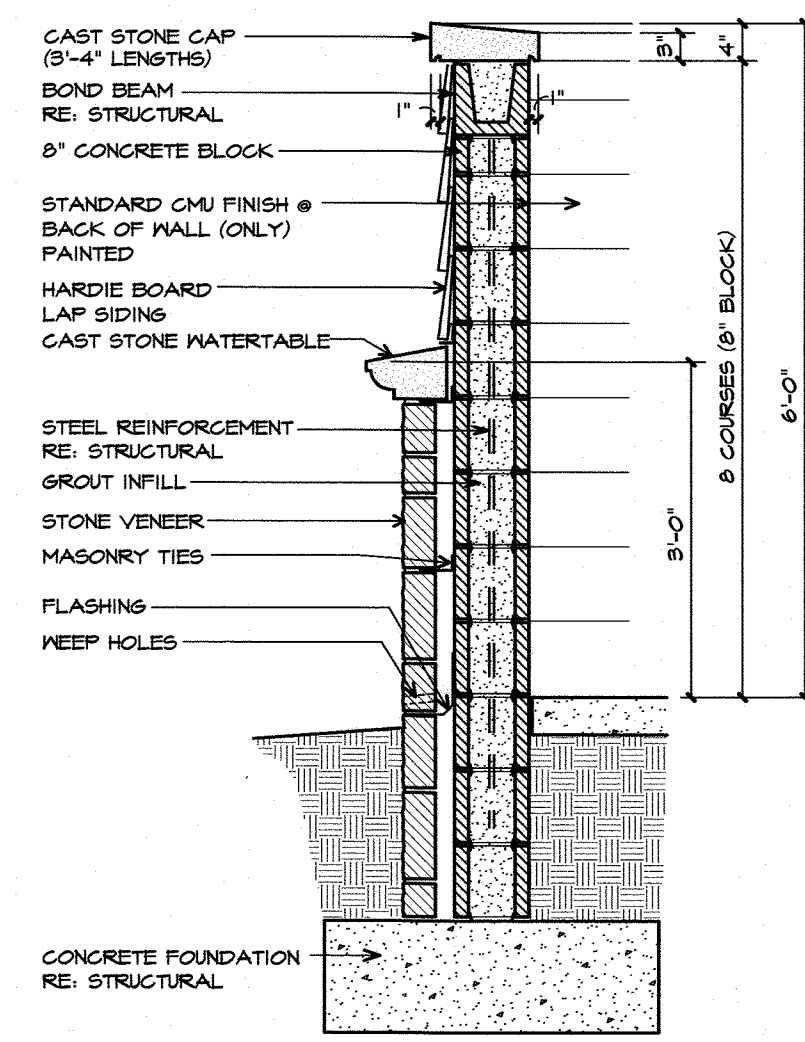 CAST STONE CAP
(3'-4" LENGTHS)
BOND BEAM
RE: STRUCTURAL
8" CONCRETE BLOCK
STANDARD CMU FINISH @
BACK OF WALL (ONLY)
PAINTED
HARDIE BOARD
LAP SIDING
CAST STONE WATERTABLE
STEEL REINFORCEMENT
RE: STRUCTURAL
GROUT INFILL
STONE VENEER
MASONRY TIES
FLASHING
WEEP HOLES
CONCRETE FOUNDATION
RE: STRUCTURAL
1"
1"
3"
4"
8 COURSES (8" BLOCK)
6'-0"
3'-0"